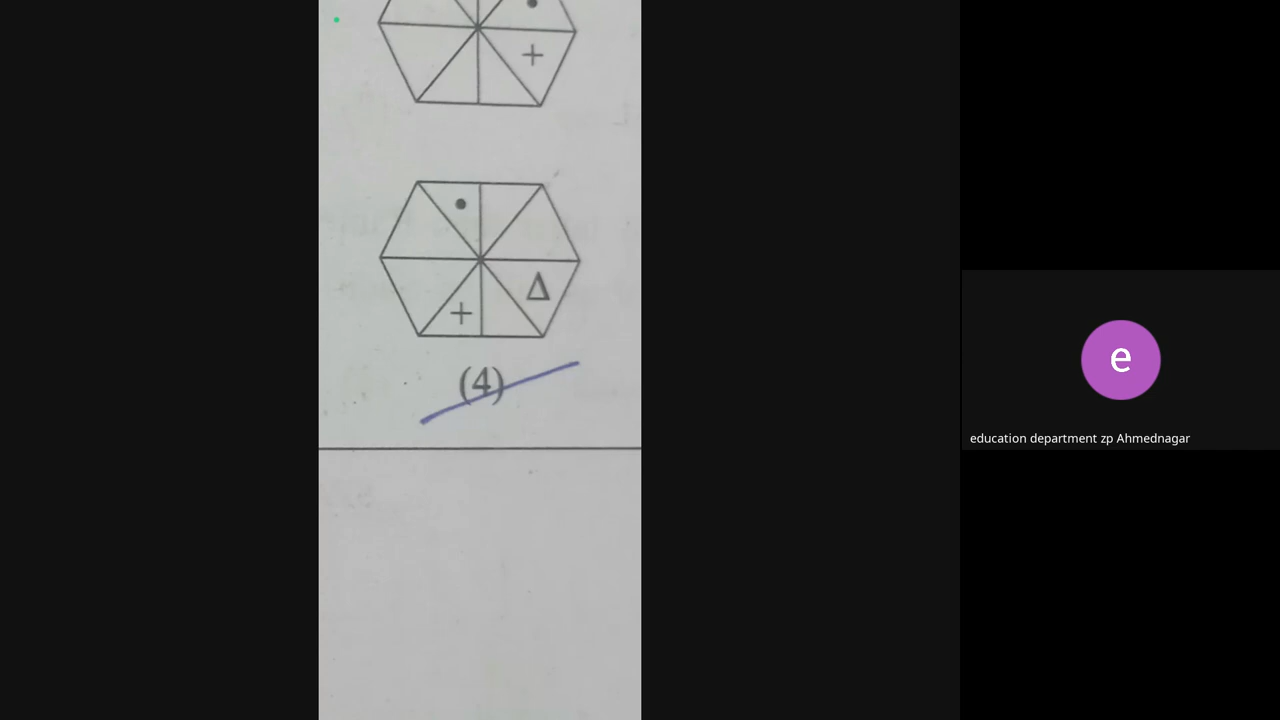 +
Δ
+
(4)
e
education department zp Ahmednagar